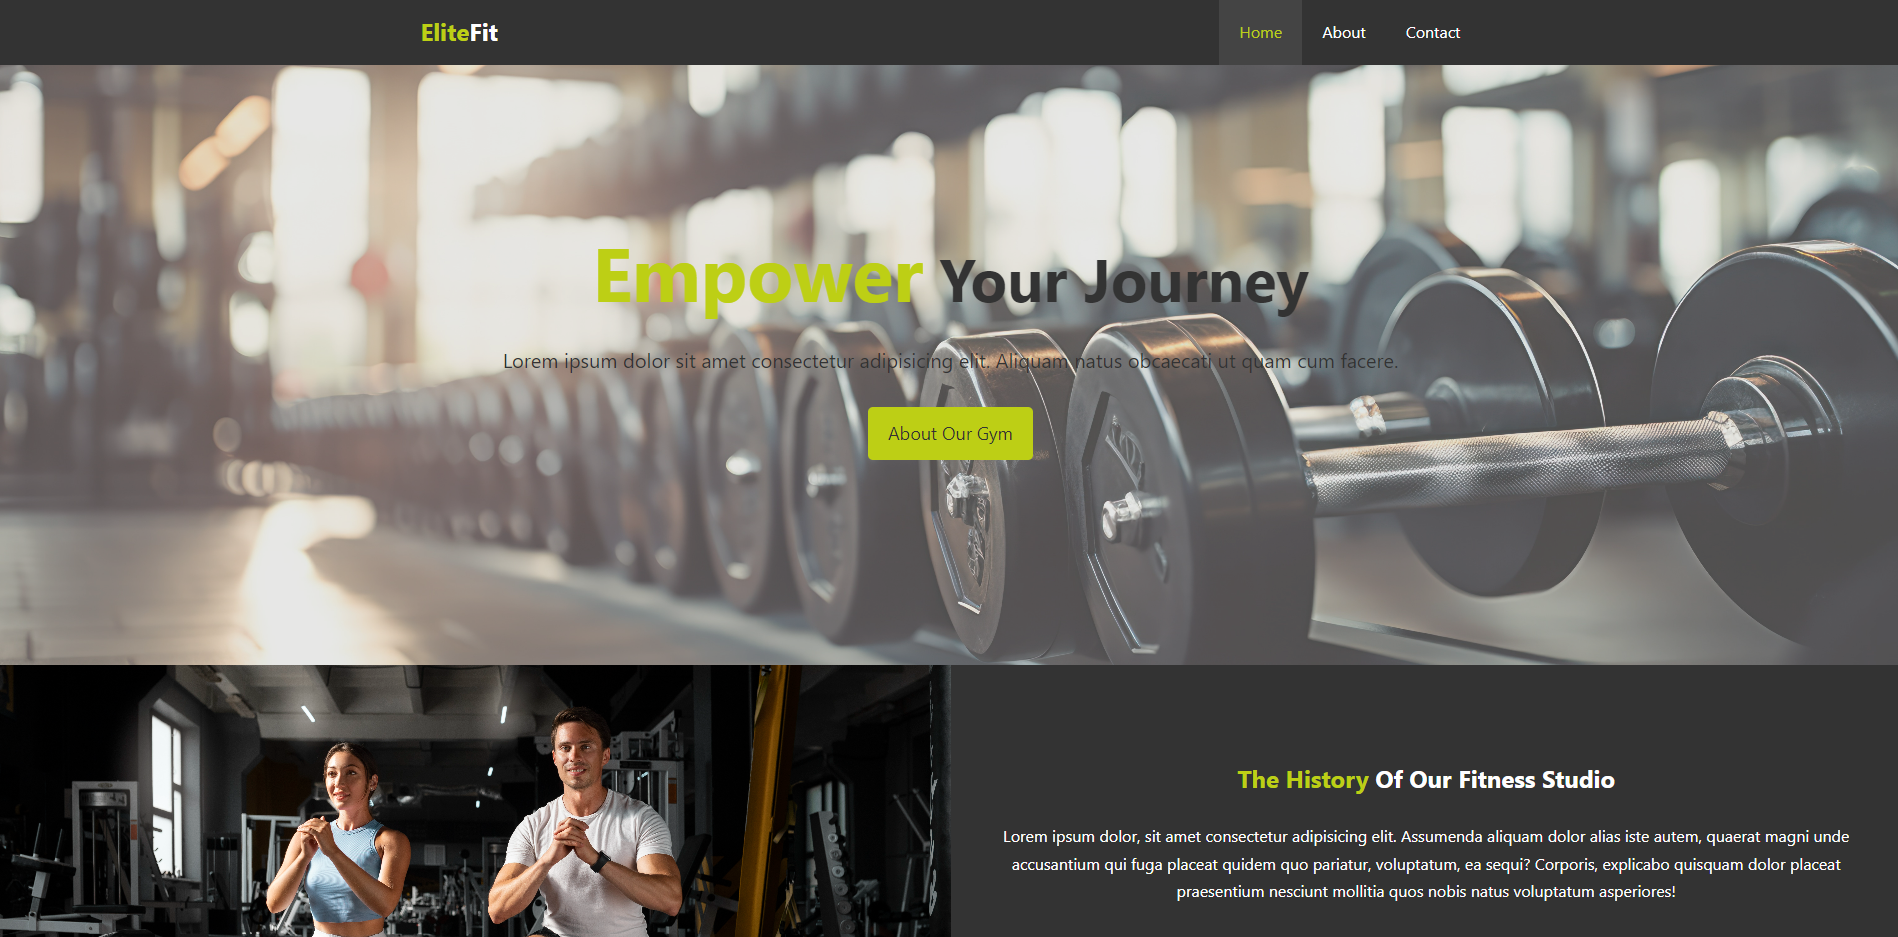 EliteFit
Home About Contact
Empower Your Journey
Lorem ipsum dolor sit amet consectetur adipisicing elit. Aliquam natus obcaecati ut quam cum facere.
About Our Gym
The History Of Our Fitness Studio
Lorem ipsum dolor, sit amet consectetur adipisicing elit. Assumenda aliquam dolor alias iste autem, quaerat magni unde
accusantium qui fuga placeat quidem quo pariatur, voluptatum, ea sequi? Corporis, explicabo quisquam dolor placeat
praesentium nesciunt mollitia quos nobis natus voluptatum asperiores!